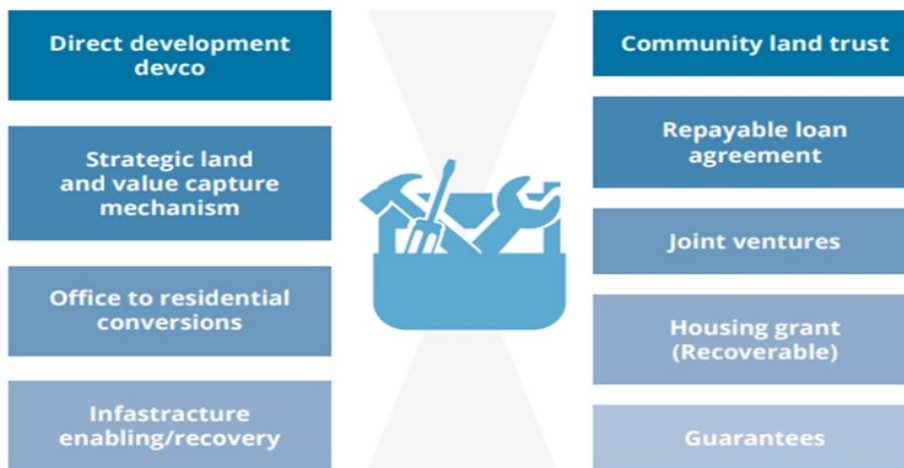 Direct development
devco
Strategic land
and value capture
mechanism
Office to residential
conversions
Infastracture
enabling/recovery
Community land trust
Repayable loan
agreement
Joint ventures
Housing grant
(Recoverable)
Guarantees